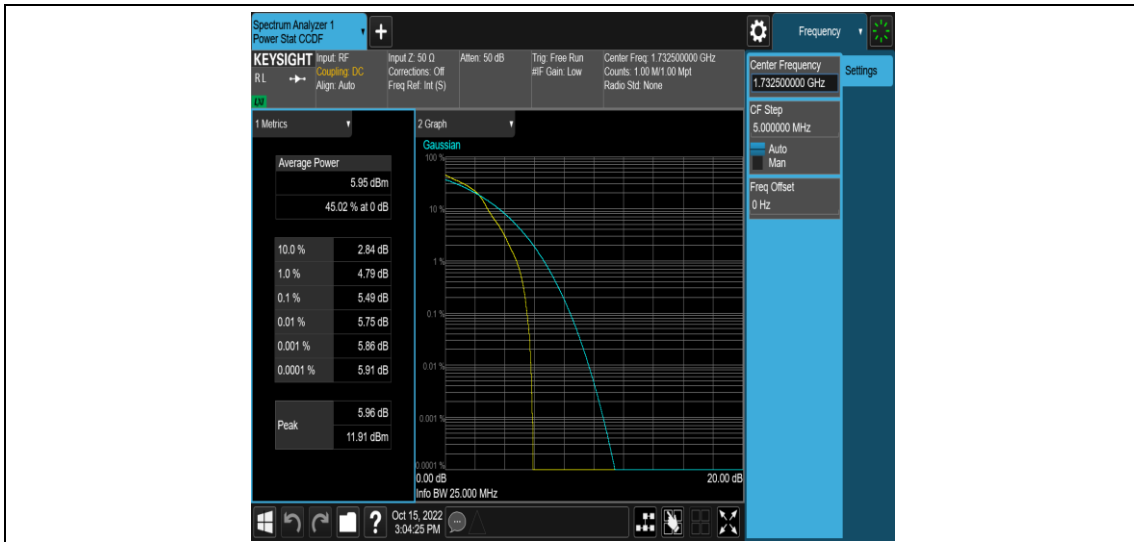 Spectrum Analyzer 1
Power Stat CCDF
+
Frequency
KEYSIGHT
RL
LXI
Input: RF
Coupling: DC
Align: Auto
Input Z: 50 Ω
Corrections: Off
Freq Ref: Int (S)
Atten: 50 dB
Trig: Free Run
#IF Gain: Low
Center Freq: 1.732500000 GHz
Counts: 1.00 M/1.00 Mpt
Radio Std: None
Center Frequency
1.732500000 GHz
Settings
CF Step
5.000000 MHz
Auto
Man
Freq Offset
0 Hz
1 Metrics
Average Power
5.95 dBm
45.02 % at 0 dB
10.0 % 2.84 dB
1.0 % 4.79 dB
0.1 % 5.49 dB
0.01 % 5.75 dB
0.001 % 5.86 dB
0.0001 % 5.91 dB
Peak
5.96 dB
11.91 dBm
2 Graph
Gaussian
100 %
10 %
1 %
0.1 %
0.01 %
0.001 %
0.0001 %
0.00 dB 20.00 dB
Info BW 25.000 MHz
?
Oct 15, 2022
3:04:25 PM